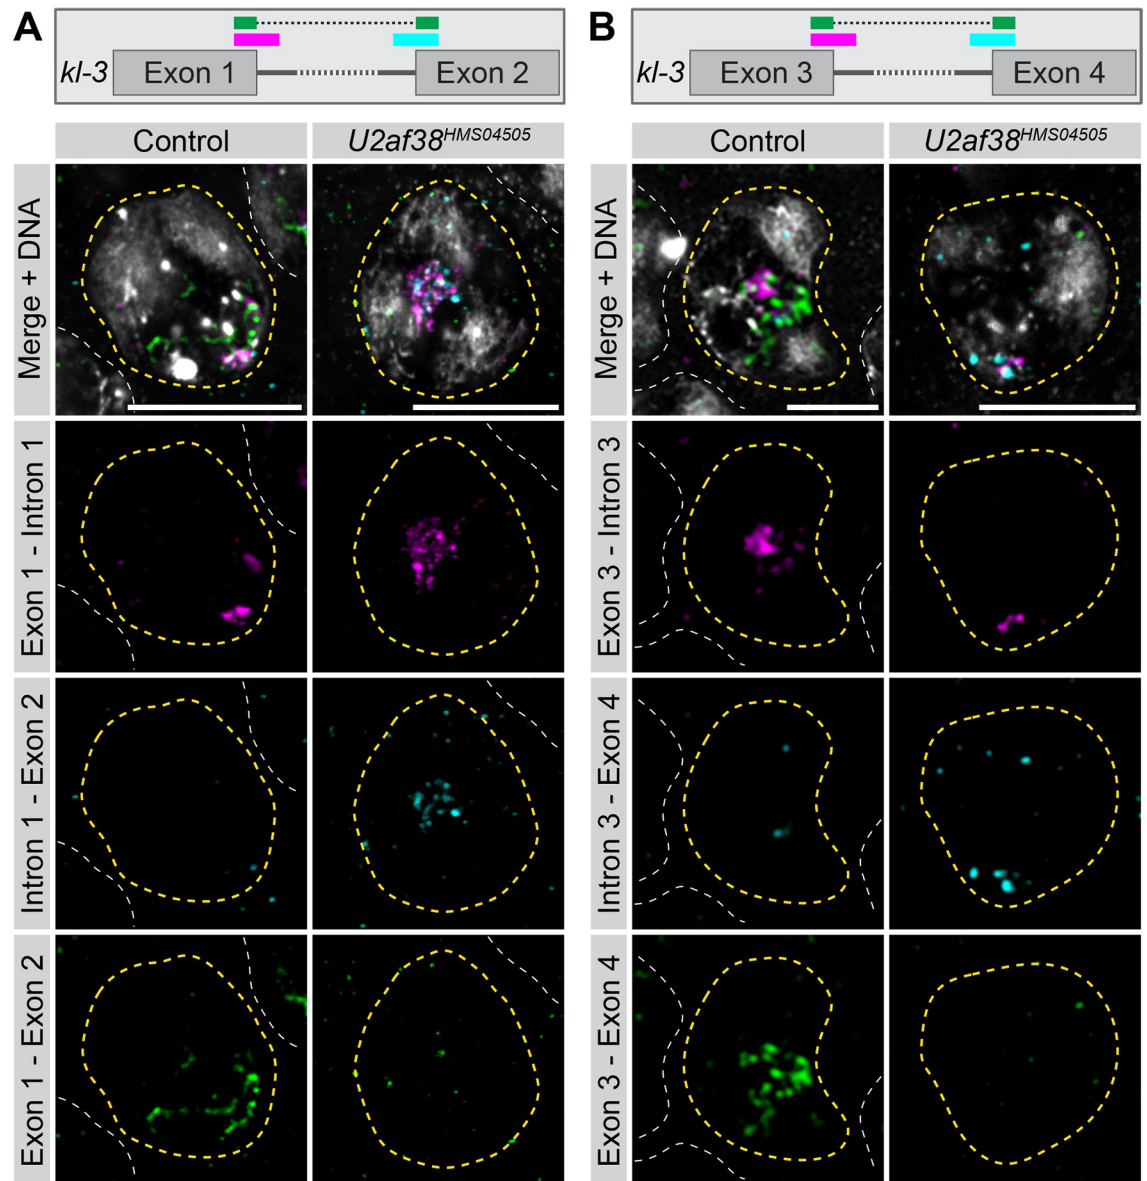 A
kl-3 Exon 1 Exon 2
Control U2af38HMS04505
Merge + DNA
Exon 1 - Intron 1
Intron 1 - Exon 2
Exon 1 - Exon 2
B
kl-3 Exon 3 Exon 4
Control U2af38HMS04505
Merge + DNA
Exon 3 - Intron 3
Intron 3 - Exon 4
Exon 3 - Exon 4